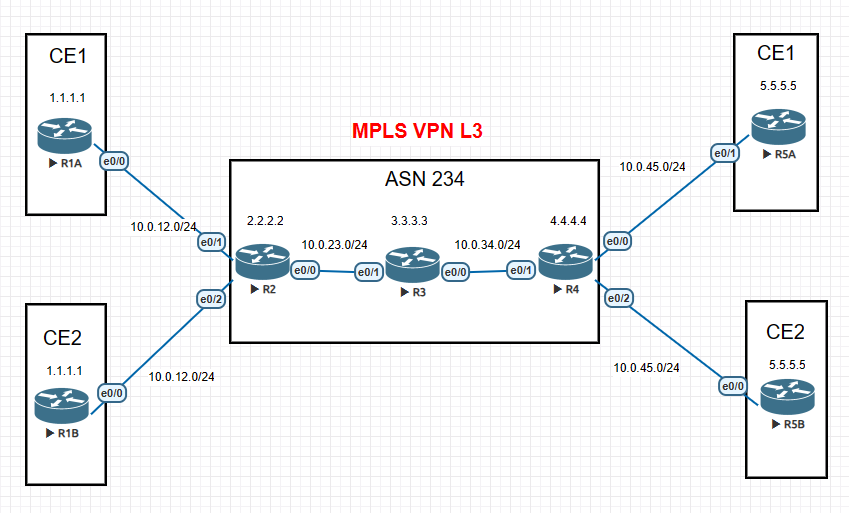 CE1
1.1.1.1
R1A
e0/0
10.0.12.0/24
CE2
1.1.1.1
R1B
e0/0
10.0.12.0/24
MPLS VPN L3
ASN 234
2.2.2.2
e0/1
e0/2
R2
e0/0
10.0.23.0/24
3.3.3.3
e0/1
R3
e0/0
10.0.34.0/24
4.4.4.4
e0/1
R4
e0/0
e0/2
10.0.45.0/24
10.0.45.0/24
CE1
5.5.5.5
e0/1
R5A
CE2
5.5.5.5
e0/0
R5B